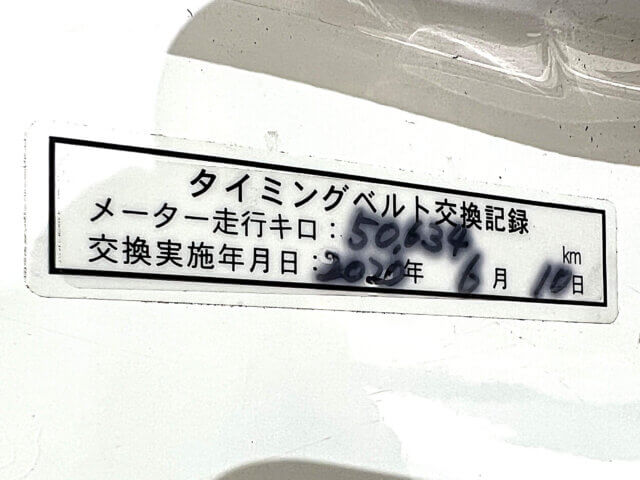 タイミングベルト交換記録
メーター走行キロ：50,634 km
交換実施年月日：2020年 6月 10日